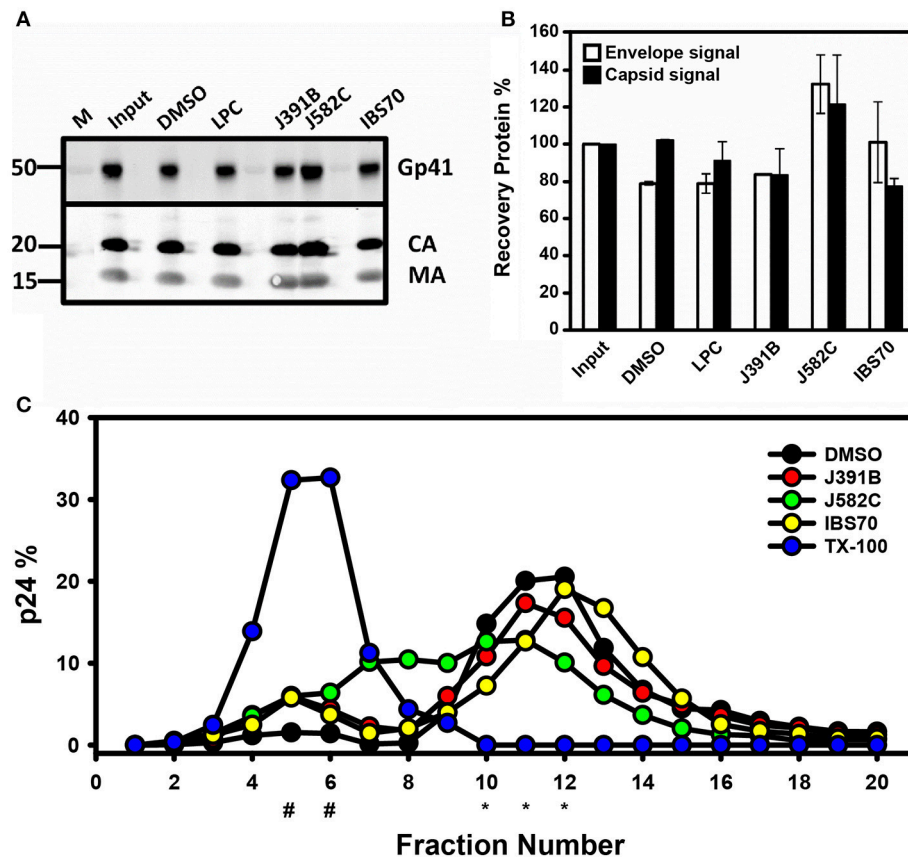 A
M Input DMSO LPC J391B J582C IBS70
50 Gp41
20 CA
15 MA
B
160
140
120
100
80
60
40
20
0
Recovery Protein %
Envelope signal
Capsid signal
Input DMSO LPC J391B J582C IBS70
C
40
30
20
10
0
p24 %
DMSO
J391B
J582C
IBS70
TX-100
0 2 4 6 8 10 12 14 16 18 20
# # * * *
Fraction Number